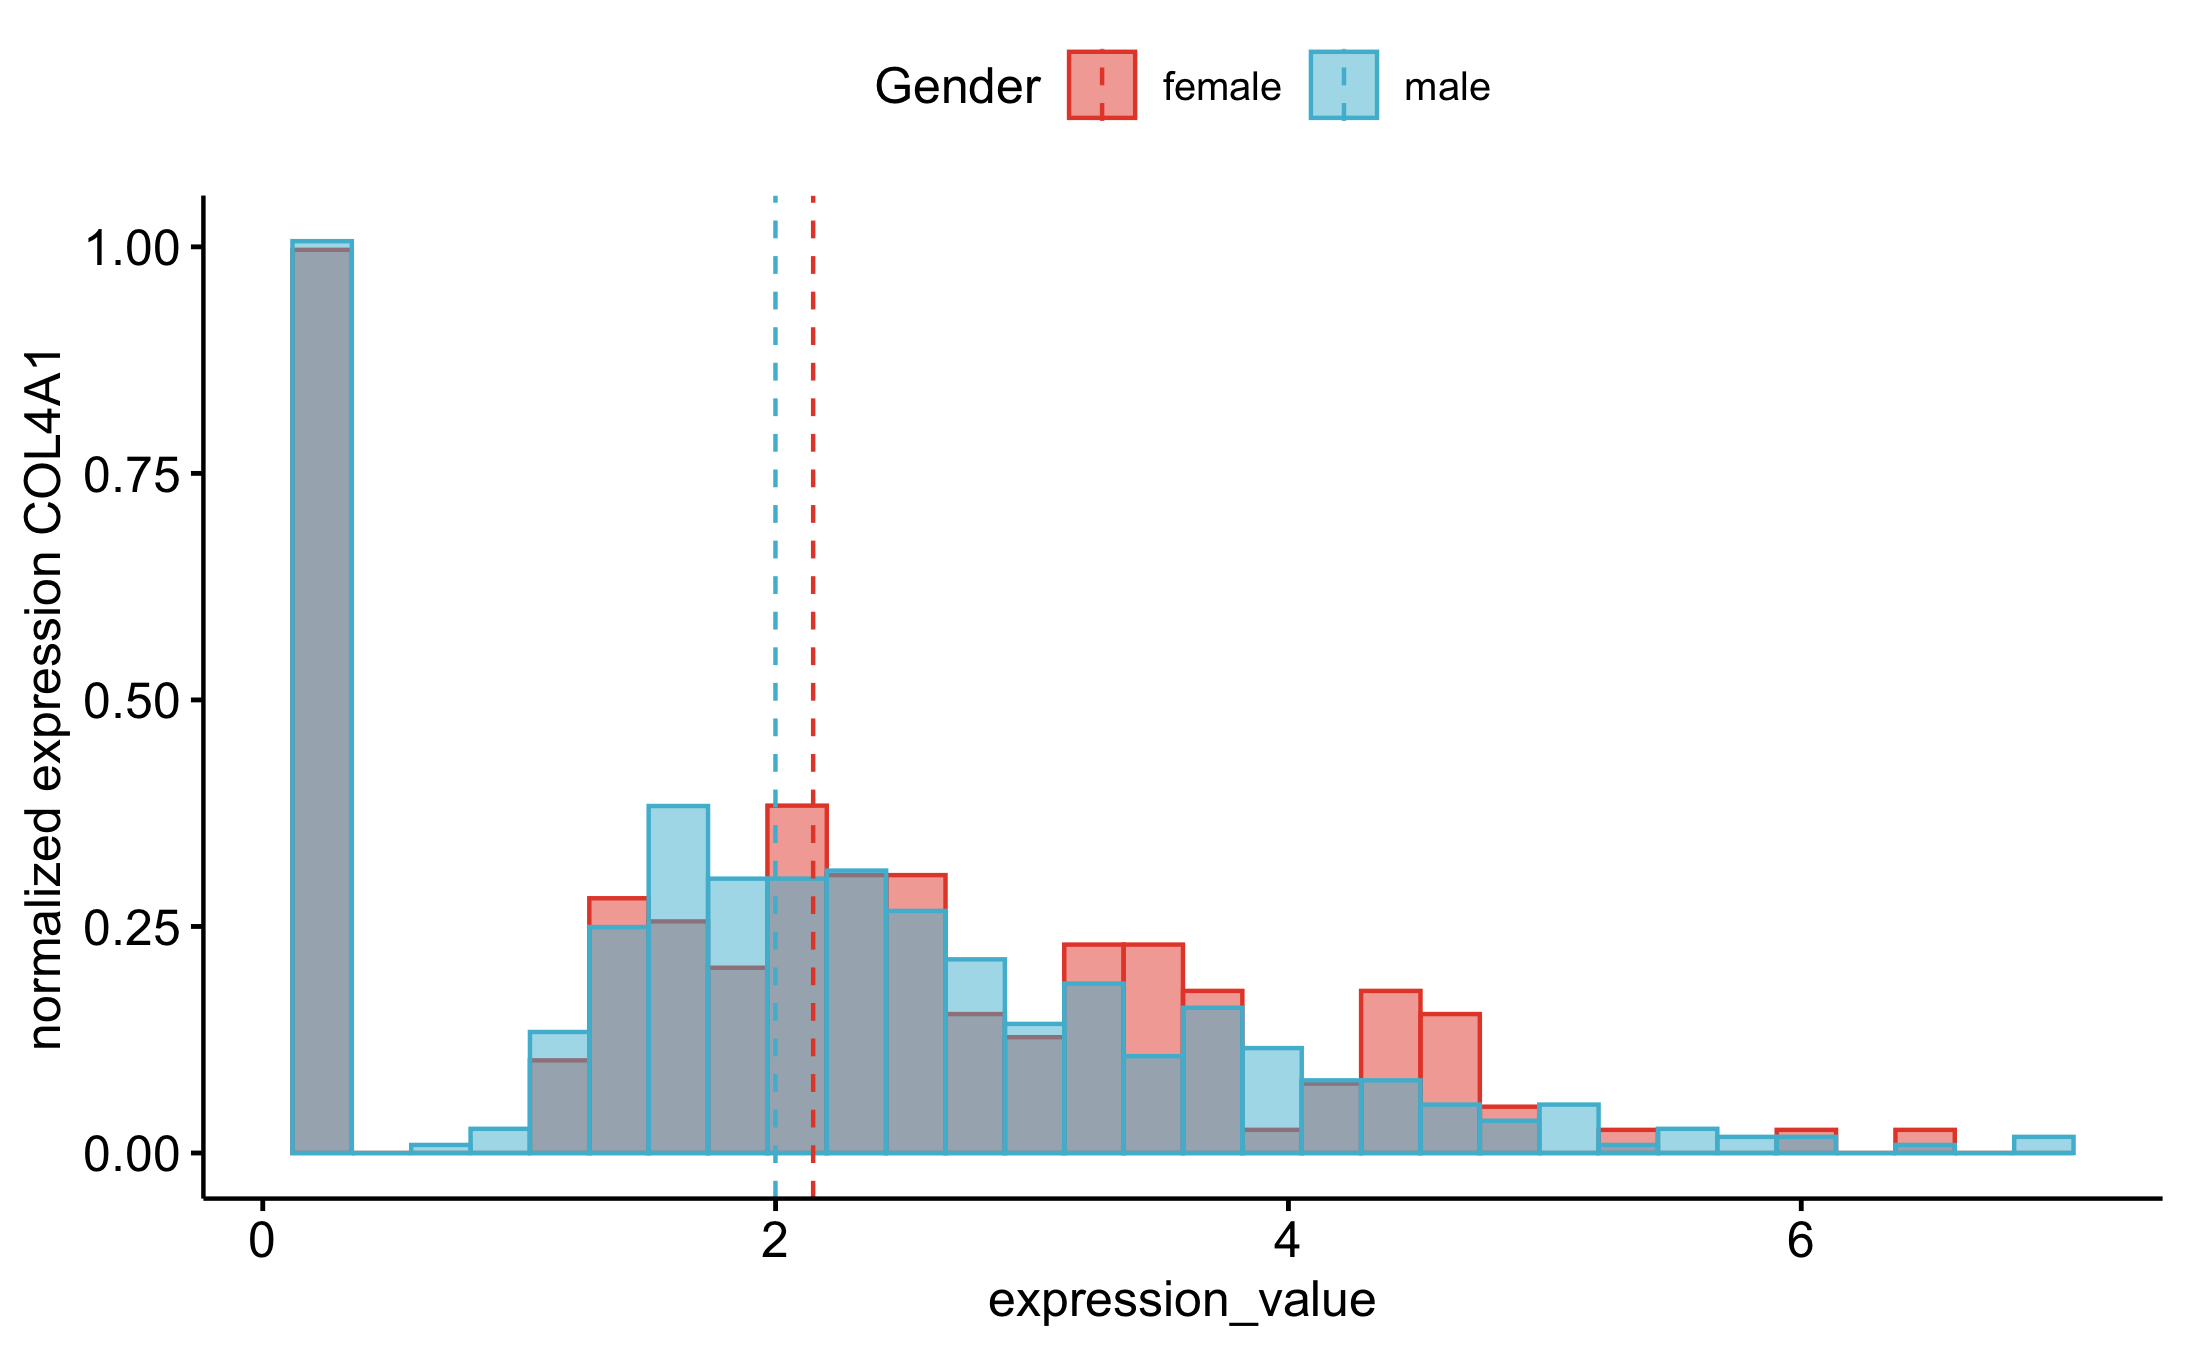 Gender female male
normalized expression COL4A1
1.00
0.75
0.50
0.25
0.00
0 2 4 6
expression_value